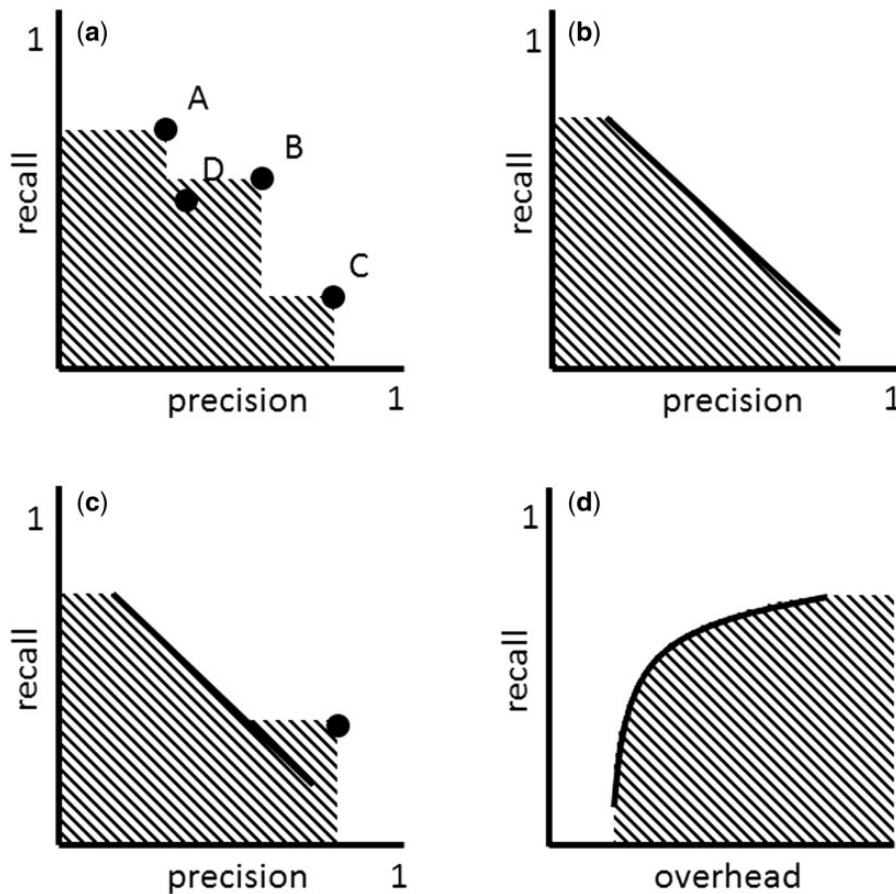 (a)
1
A
B
D
C
recall
precision
1
(b)
1
recall
precision
1
(c)
1
recall
precision
1
(d)
1
recall
overhead